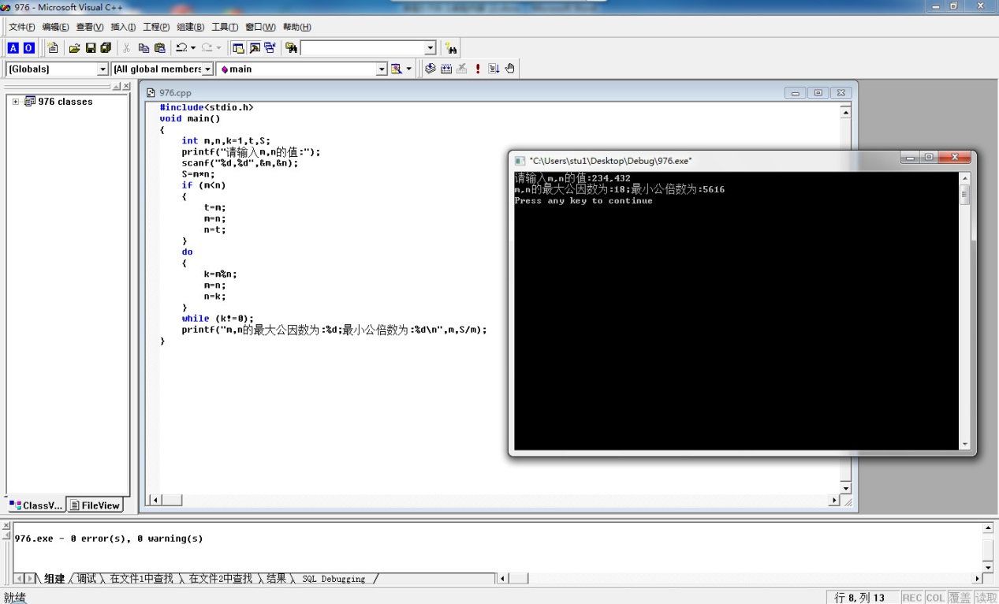 976 - Microsoft Visual C++
文件(F) 编辑(E) 查看(V) 插入(I) 工程(P) 组建(B) 工具(T) 窗口(W) 帮助(H)
A O
(Globals) (All global members main
976 classes
976.cpp
#include<stdio.h>
void main()
{
int m,n,k=1,t,S;
printf("请输入m,n的值:");
scanf("%d,%d",&m,&n);
S=m*n;
if (m<n)
{
t=m;
m=n;
n=t;
}
do
{
k=m%n;
m=n;
n=k;
}
while (k!=0);
printf("m,n的最大公因数为:%d;最小公倍数为:%d\n",m,S/m);
}
"C:\Users\stu1\Desktop\Debug\976.exe"
请输入m,n的值:234,432
m,n的最大公因数为:18;最小公倍数为:5616
Press any key to continue
ClassV... FileView
976.exe - 0 error(s), 0 warning(s)
组建 调试 在文件1中查找 在文件2中查找 结果 SQL Debugging
就绪 行 8, 列 13 REC COL 覆盖 读取